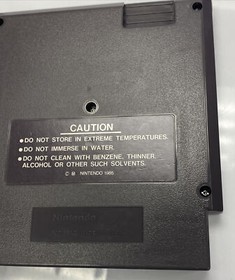 CAUTION
●DO NOT STORE IN EXTREME TEMPERATURES.
●DO NOT IMMERSE IN WATER.
●DO NOT CLEAN WITH BENZENE, THINNER,
ALCOHOL OR OTHER SUCH SOLVENTS.
NINTENDO 1985
Nintendo